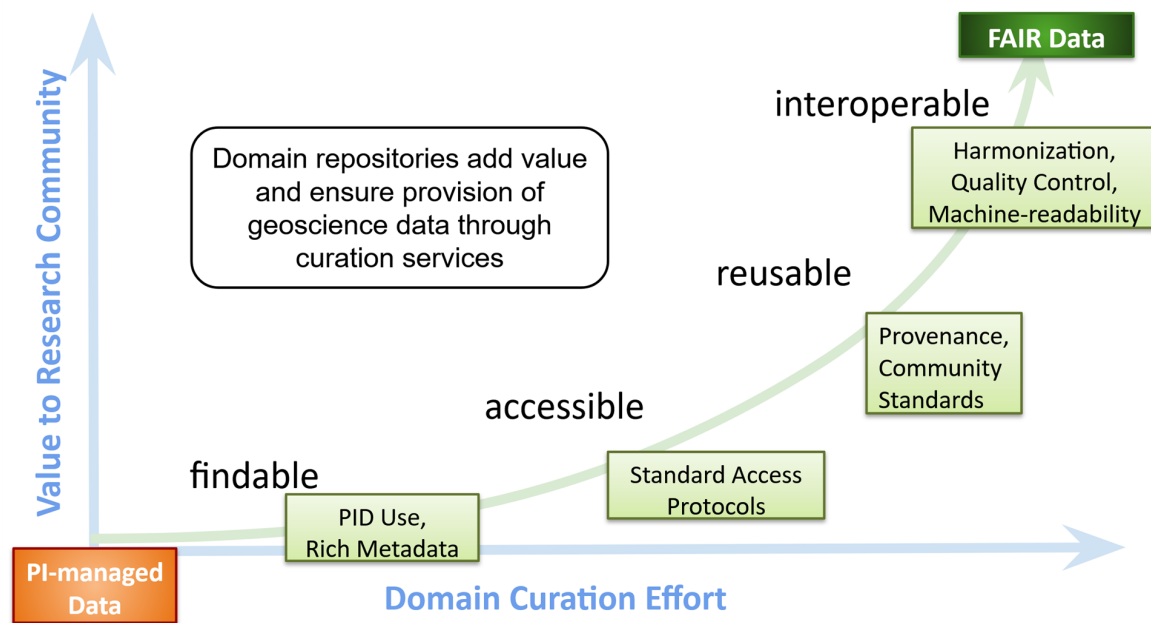 FAIR Data
interoperable
Harmonization,
Quality Control,
Machine-readability
Domain repositories add value
and ensure provision of
geoscience data through
curation services
reusable
Provenance,
Community
Standards
accessible
Standard Access
Protocols
findable
PID Use,
Rich Metadata
PI-managed
Data
Value to Research Community
Domain Curation Effort